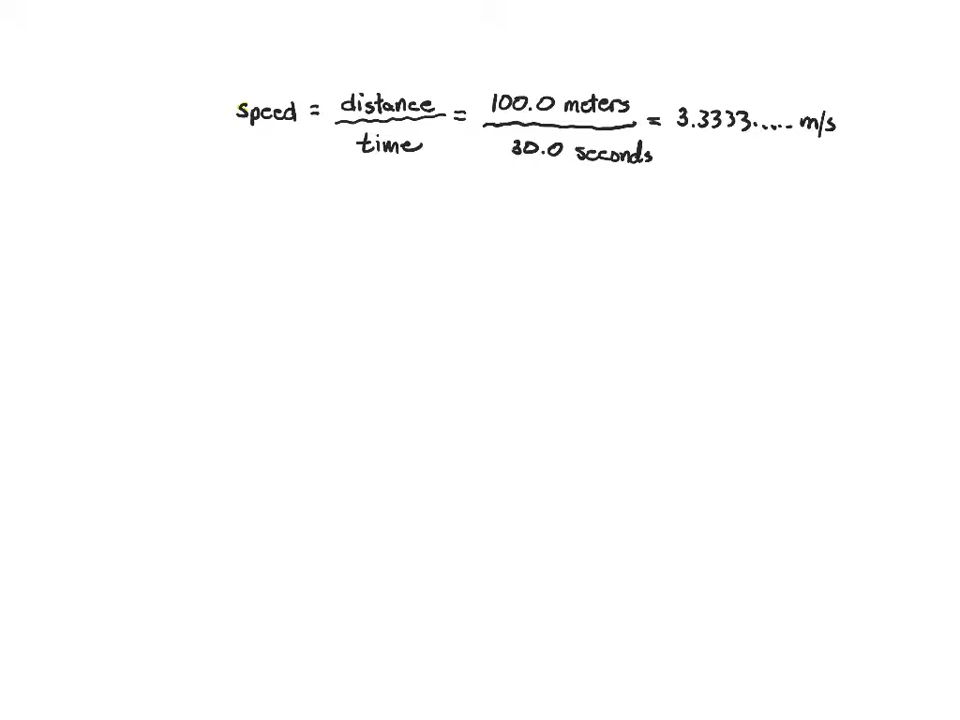 speed = distance / time = 100.0 meters / 30.0 seconds = 3.3333..... m/s